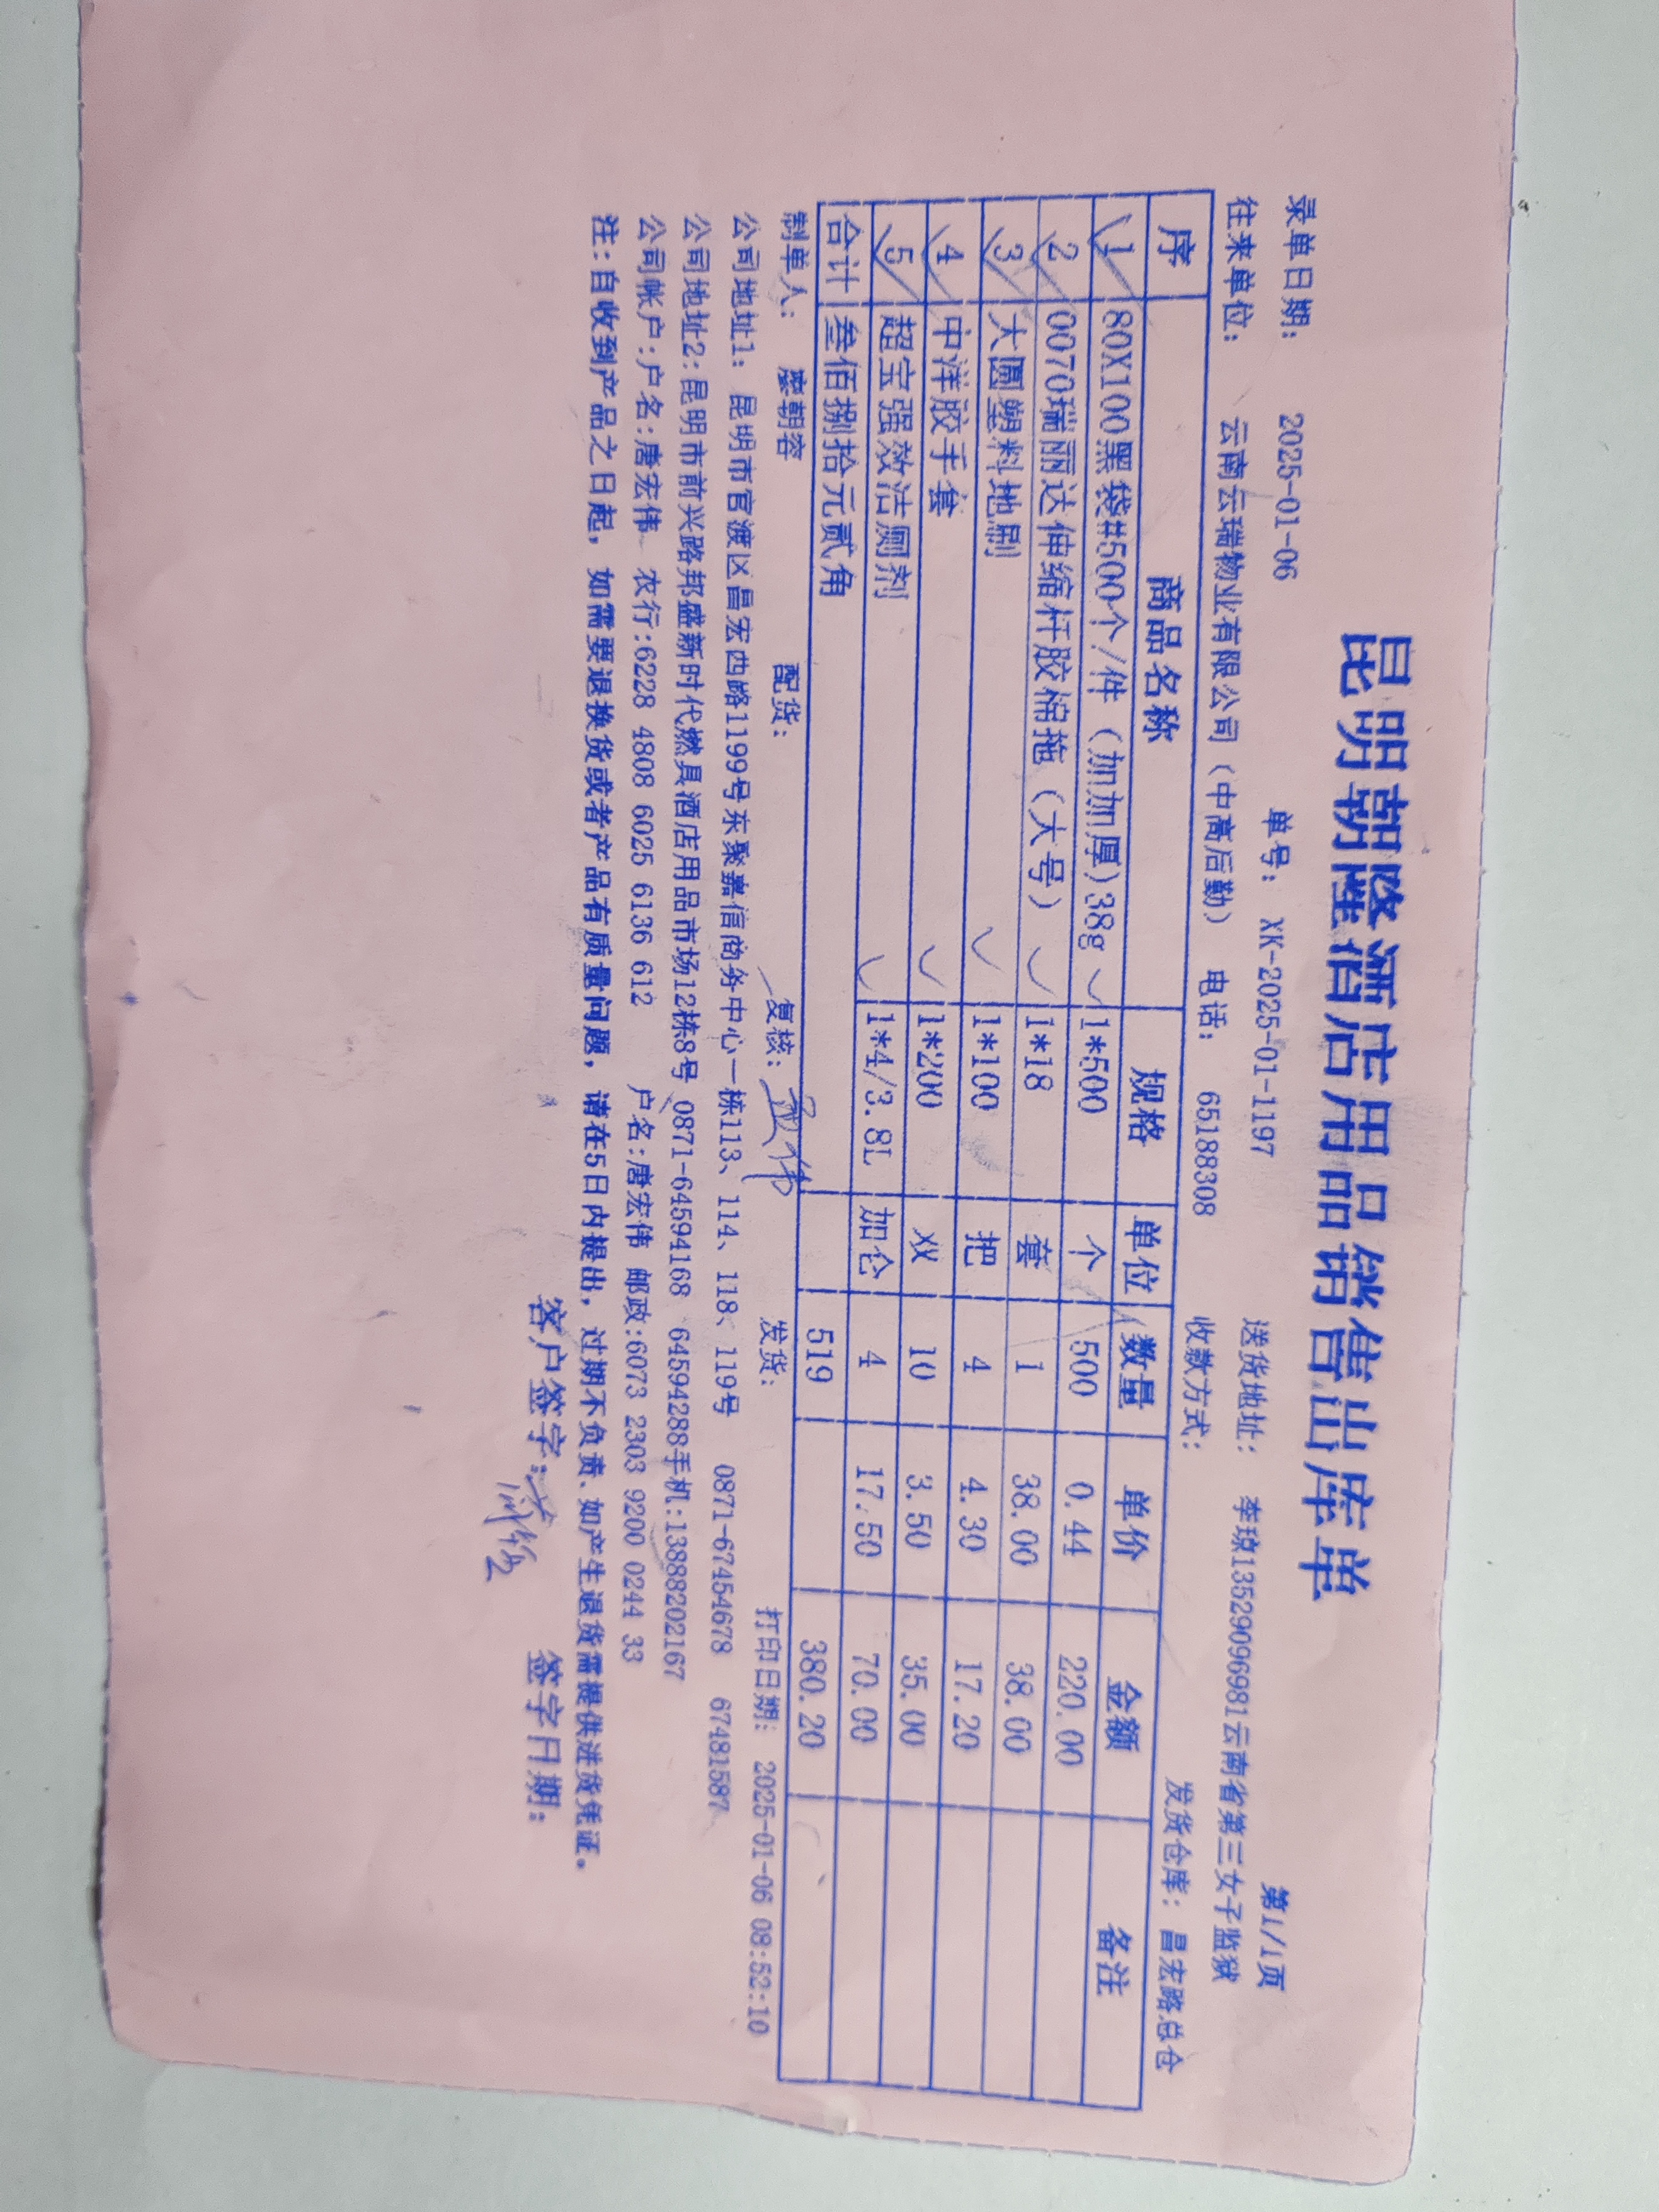 昆明朝隆酒店用品销售出库单
第1/1页
录单日期： 2025-01-06 单号： XK-2025-01-1197 送货地址： 李琼13529096981云南省第三女子监狱
往来单位： 云南云瑞物业有限公司（中高后勤） 电话： 65188308 收款方式： 发货仓库：昌宏路总仓
序 商品名称 规格 单位 数量 单价 金额 备注
1 80X100黑袋#500个/件（加加厚)38g 1*500 个 500 0.44 220.00
2 0070瑞丽达伸缩杆胶棉拖（大号） 1*18 套 1 38.00 38.00
3 大圆塑料地刷 1*100 把 4 4.30 17.20
4 中洋胶手套 1*200 双 10 3.50 35.00
5 超宝强效洁厕剂 1*4/3.8L 加仑 4 17.50 70.00
合计 叁佰捌拾元贰角 519 380.20
制单人： 廖朝容 配货： 复核： 发货： 打印日期： 2025-01-06 08:52:10
公司地址1： 昆明市官渡区昌宏西路1199号东聚嘉信商务中心一栋113、114、118、119号 0871-67454678 67481587
公司地址2:昆明市前兴路邦盛新时代燃具酒店用品市场12栋8号 0871-64594168 64594288手机:13888202167
公司帐户:户名:唐宏伟 农行:6228 4808 6025 6136 612 户名:唐宏伟 邮政:6073 2303 9200 0244 33
注:自收到产品之日起，如需要退换货或者产品有质量问题，请在5日内提出，过期不负责、如产生退货需提供进货凭证。
客户签字： 签字日期：